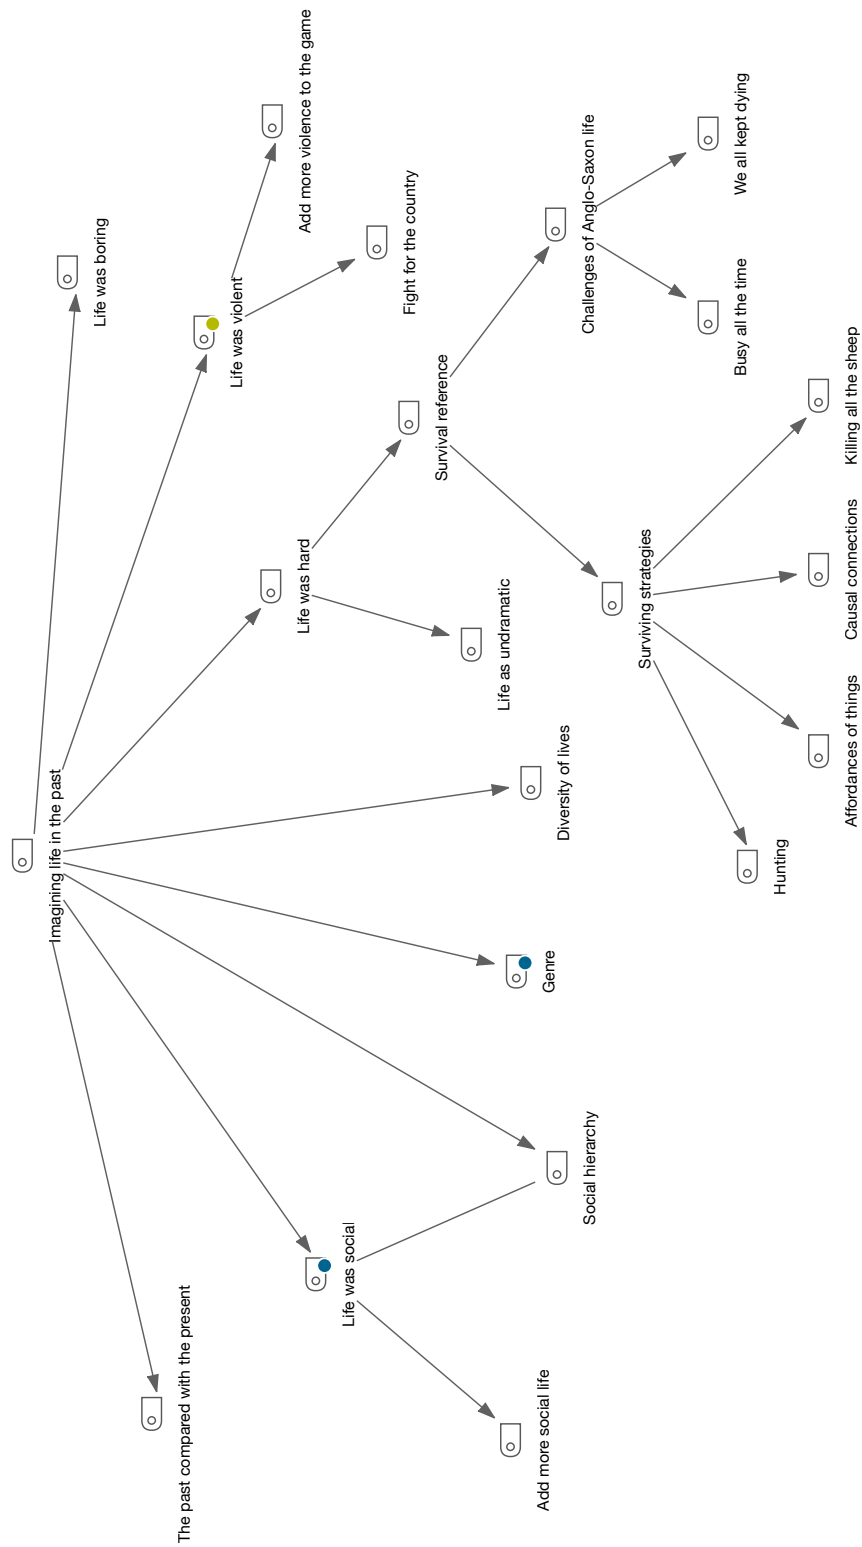 Imagining life in the past
The past compared with the present
Life was social
Add more social life
Social hierarchy
Genre
Diversity of lives
Life was hard
Life as undramatic
Survival reference
Surviving strategies
Hunting
Affordances of things
Causal connections
Killing all the sheep
Challenges of Anglo-Saxon life
Busy all the time
We all kept dying
Life was violent
Fight for the country
Add more violence to the game
Life was boring